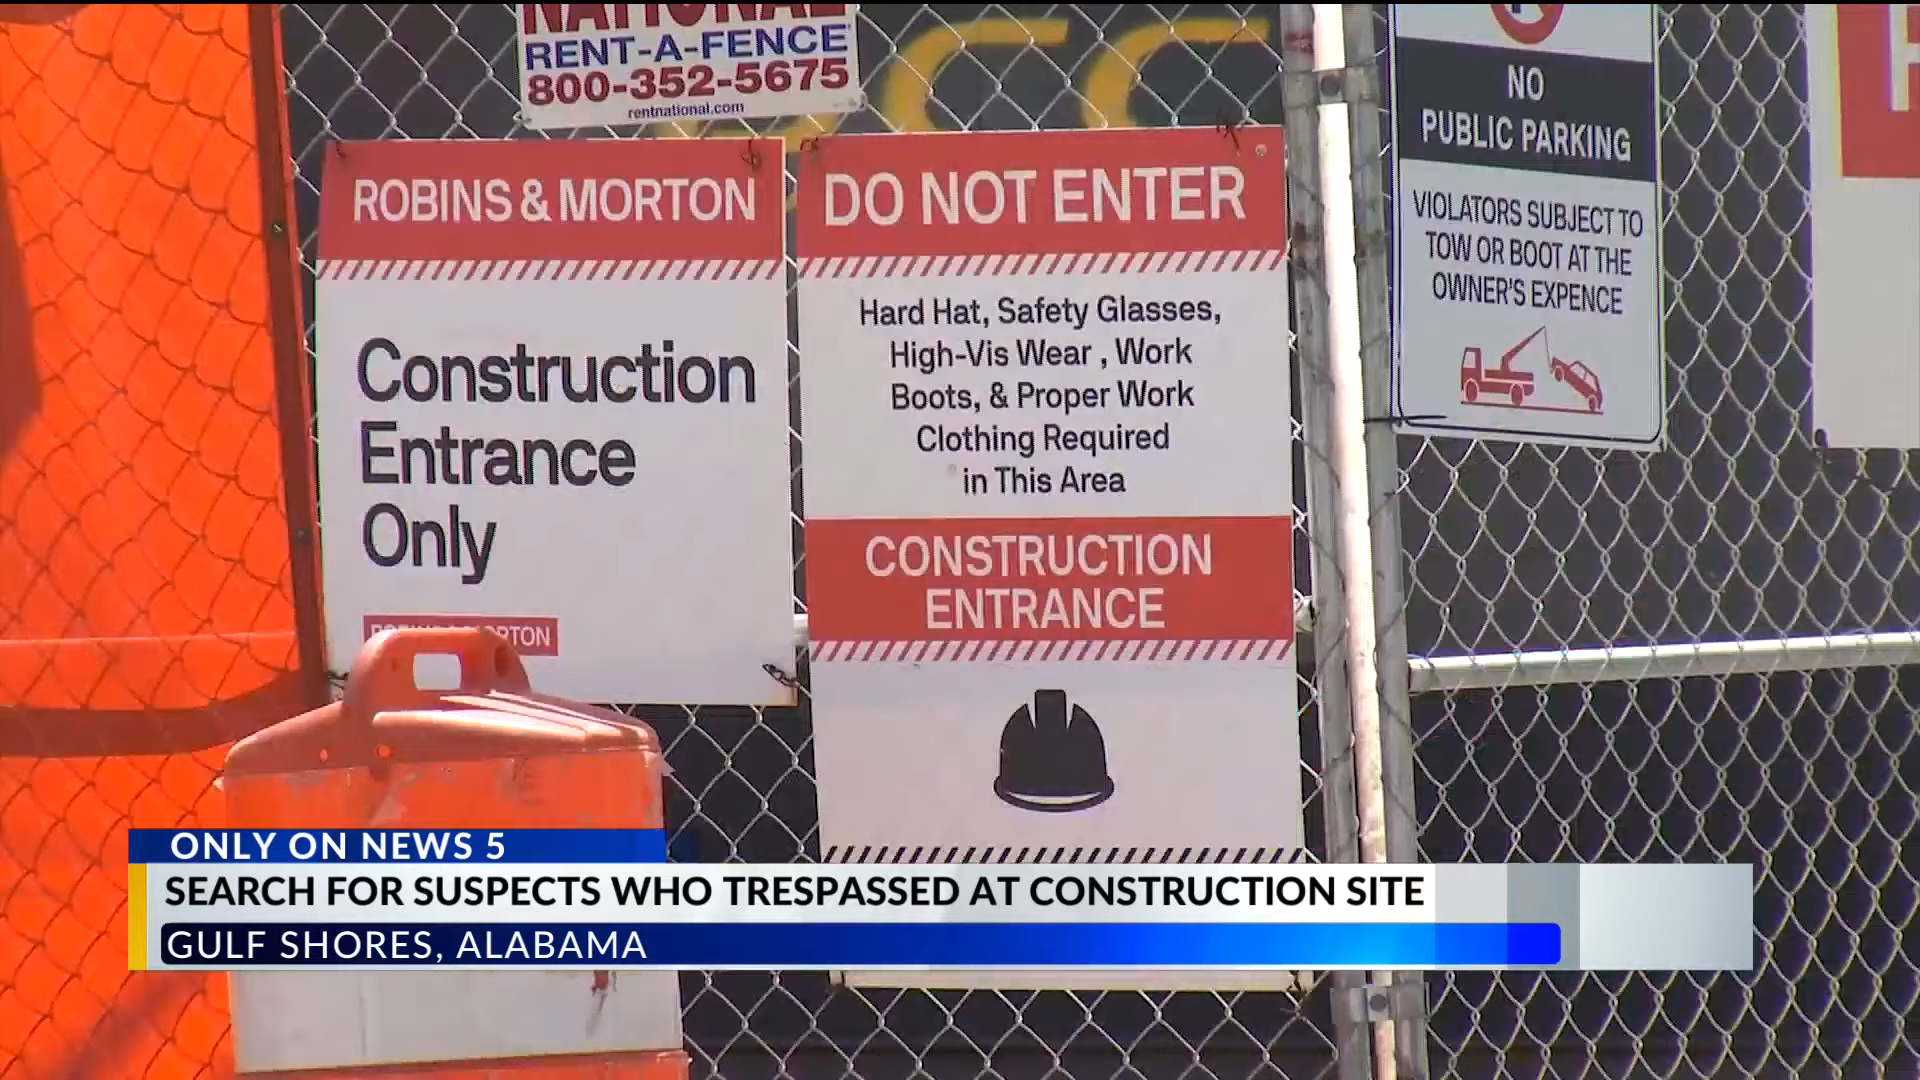 NATIONAL
RENT-A-FENCE
800-352-5675
rentnational.com
ROBINS & MORTON
Construction
Entrance
Only
ROBINS & MORTON
DO NOT ENTER
Hard Hat, Safety Glasses,
High-Vis Wear , Work
Boots, & Proper Work
Clothing Required
in This Area
CONSTRUCTION
ENTRANCE
NO
PUBLIC PARKING
VIOLATORS SUBJECT TO
TOW OR BOOT AT THE
OWNER'S EXPENCE
ONLY ON NEWS 5
SEARCH FOR SUSPECTS WHO TRESPASSED AT CONSTRUCTION SITE
GULF SHORES, ALABAMA